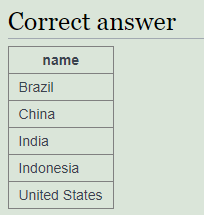 Correct answer
name
Brazil
China
India
Indonesia
United States